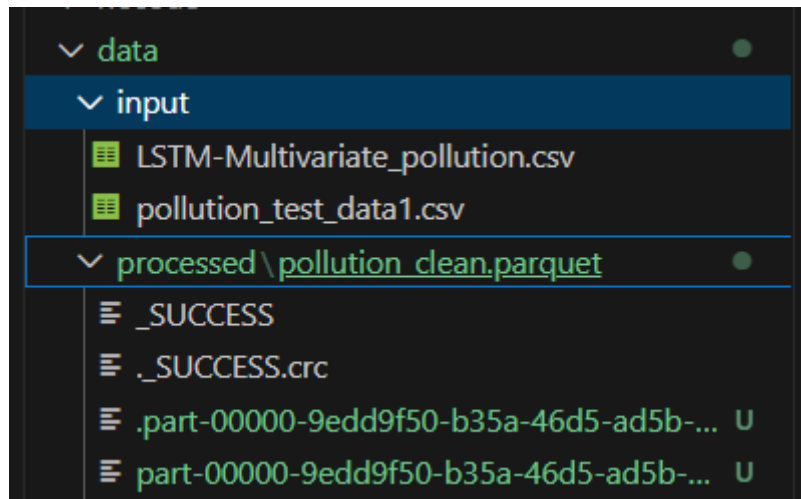 data
input
LSTM-Multivariate_pollution.csv
pollution_test_data1.csv
processed\pollution_clean.parquet
_SUCCESS
._SUCCESS.crc
.part-00000-9edd9f50-b35a-46d5-ad5b-... U
part-00000-9edd9f50-b35a-46d5-ad5b-... U